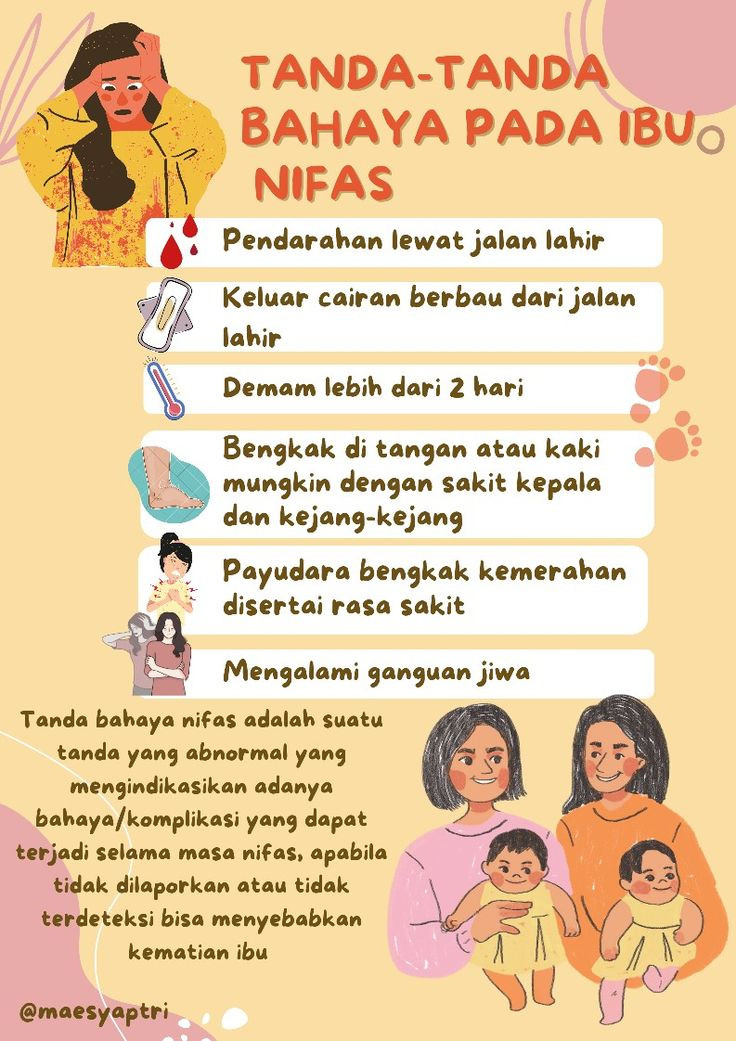 TANDA-TANDA
BAHAYA PADA IBU
NIFAS
Pendarahan lewat jalan lahir
Keluar cairan berbau dari jalan
lahir
Demam lebih dari 2 hari
Bengkak di tangan atau kaki
mungkin dengan sakit kepala
dan kejang-kejang
Payudara bengkak kemerahan
disertai rasa sakit
Mengalami ganguan jiwa
Tanda bahaya nifas adalah suatu
tanda yang abnormal yang
mengindikasikan adanya
bahaya/komplikasi yang dapat
terjadi selama masa nifas, apabila
tidak dilaporkan atau tidak
terdeteksi bisa menyebabkan
kematian ibu
@maesyaptri